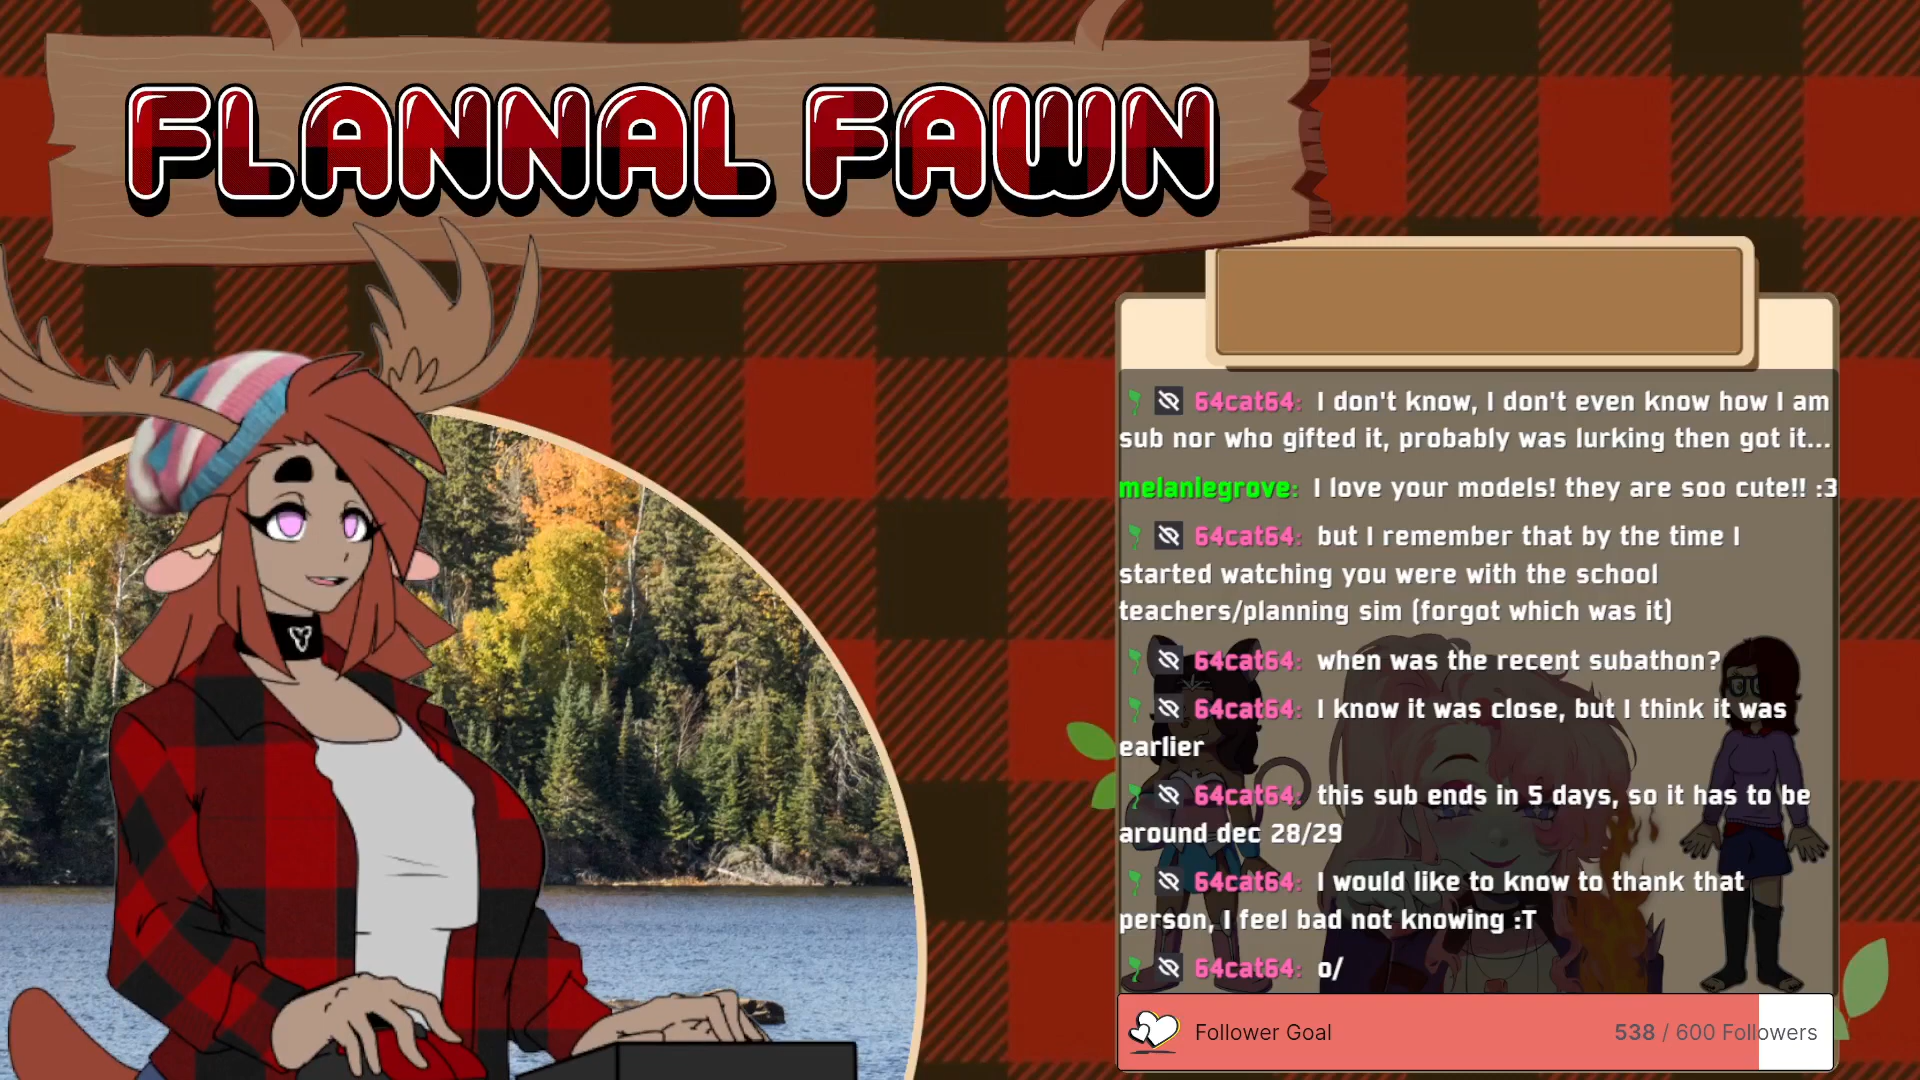 FLANNAL FAWN
64cat64: I don't know, I don't even know how I am
sub nor who gifted it, probably was lurking then got it...
melaniegrove: I love your models! they are soo cute!! :3
64cat64: but I remember that by the time I
started watching you were with the school
teachers/planning sim (forgot which was it)
64cat64: when was the recent subathon?
64cat64: I know it was close, but I think it was
earlier
64cat64: this sub ends in 5 days, so it has to be
around dec 28/29
64cat64: I would like to know to thank that
person, I feel bad not knowing :T
64cat64: o/
Follower Goal 538 / 600 Followers